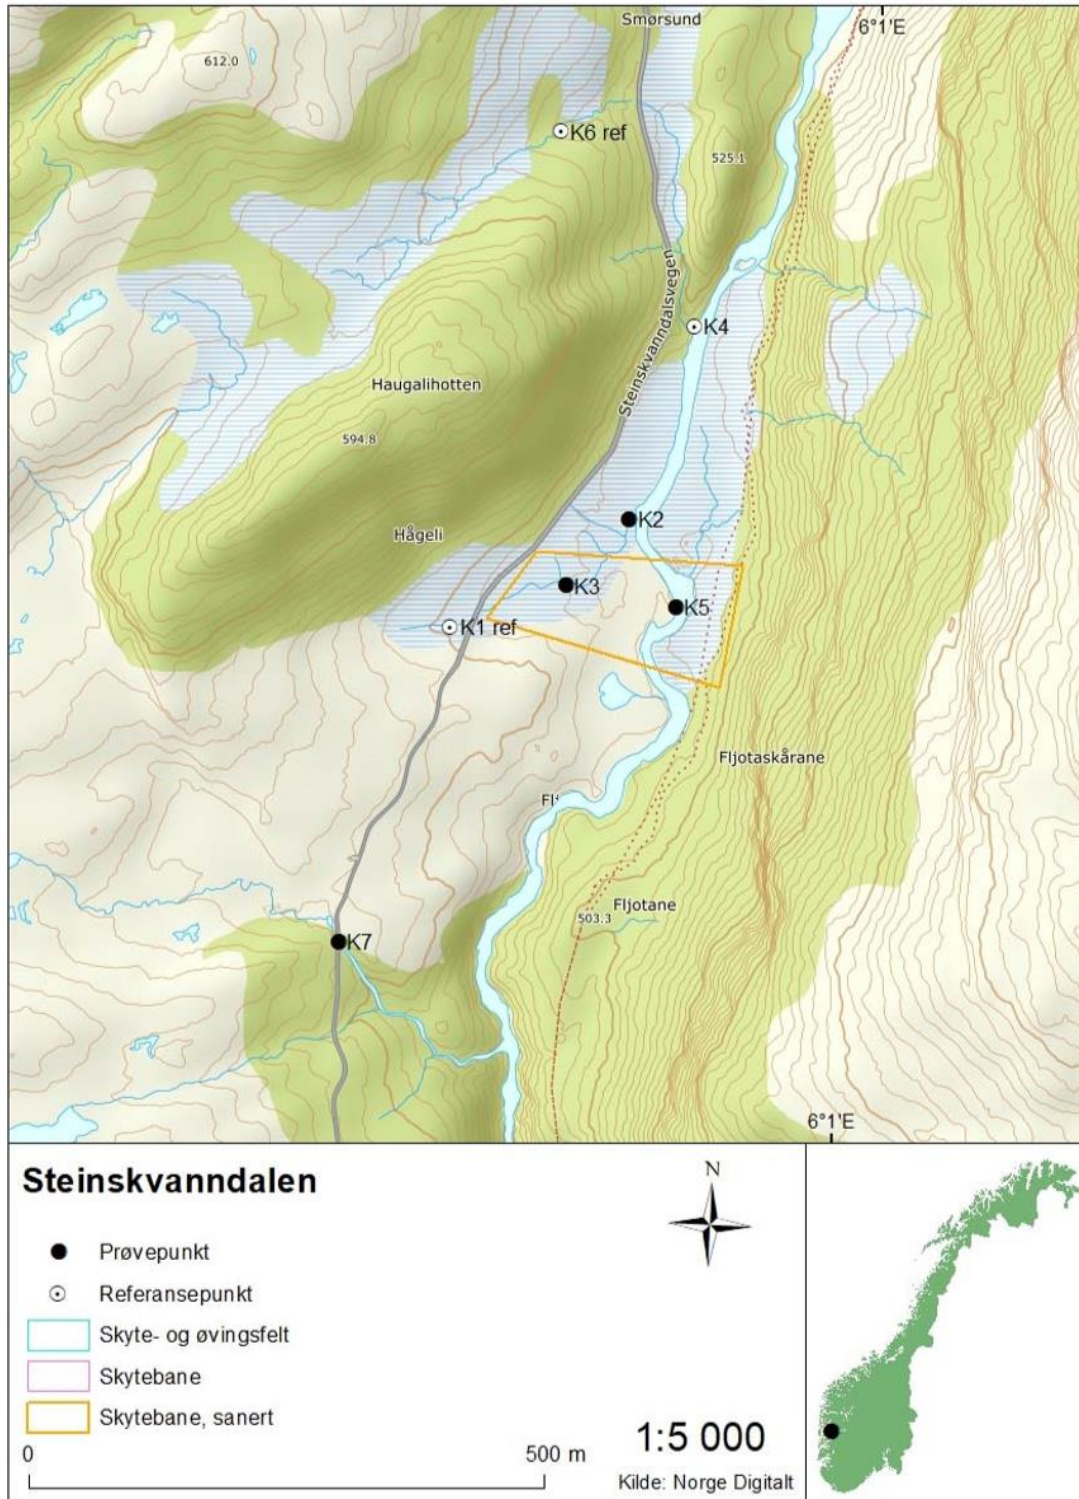 Smørsund
6°1'E
612.0
K6 ref
525.1
Steinskvanndalsvegen
K4
Haugalihotten
594.8
K2
Hågeli
K3
K5
K1 ref
Fljotaskårane
Fljotane
503.3
K7
6°1'E
Steinskvanndalen
N
Prøvepunkt
Referansepunkt
Skyte- og øvingsfelt
Skytebane
Skytebane, sanert
0 500 m
1:5 000
Kilde: Norge Digitalt